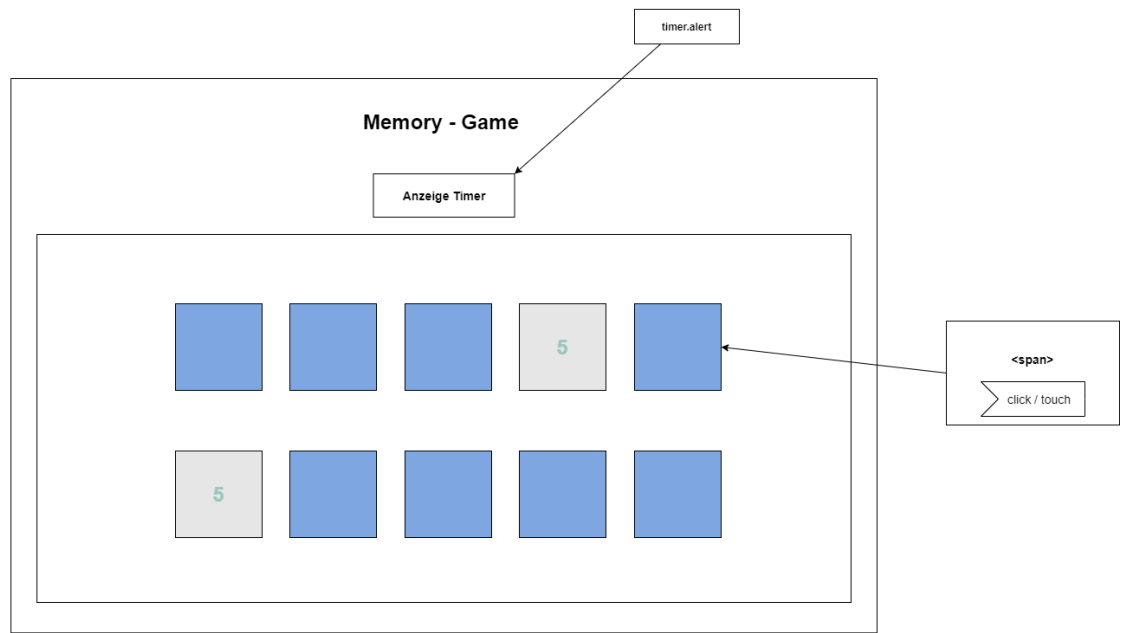 timer.alert
Memory - Game
Anzeige Timer
5
<span>
click / touch
5